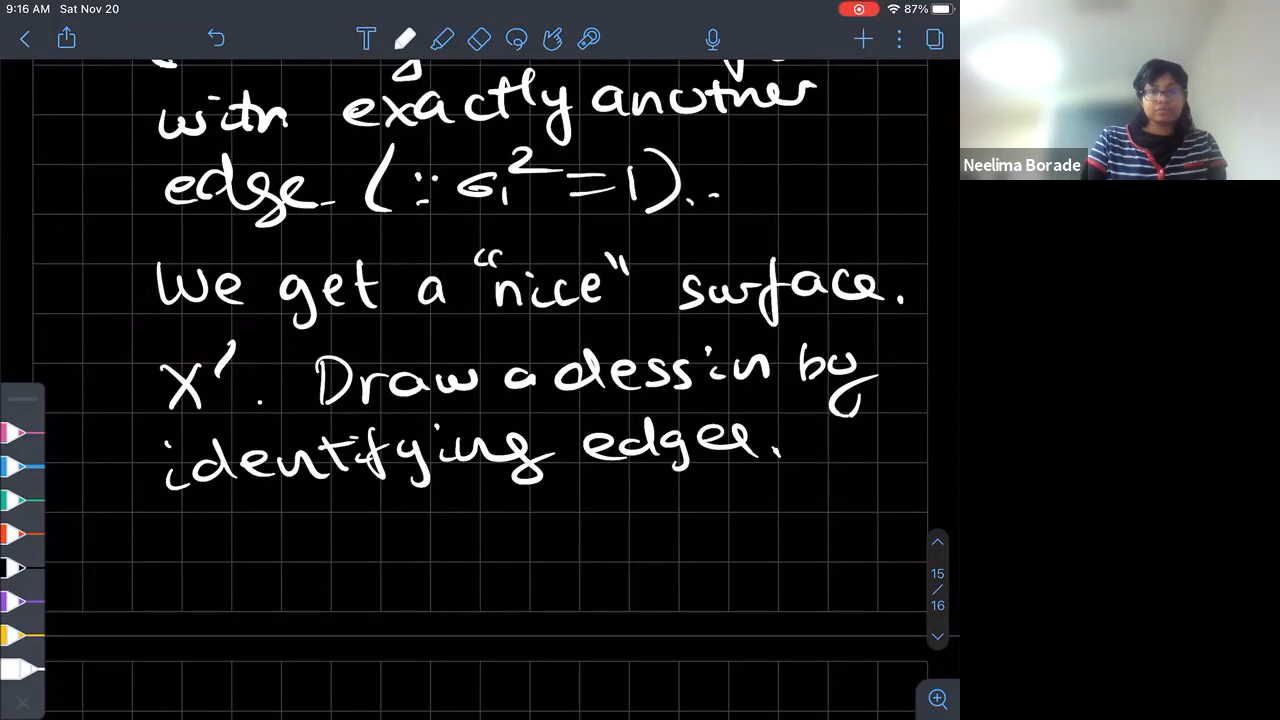 9:16 AM Sat Nov 20
87%
with exactly another
edge. (∵ σ₁² = 1)..
We get a "nice" surface.
X'. Draw a dessin by
identifying edges.
15
/
16
Neelima Borade